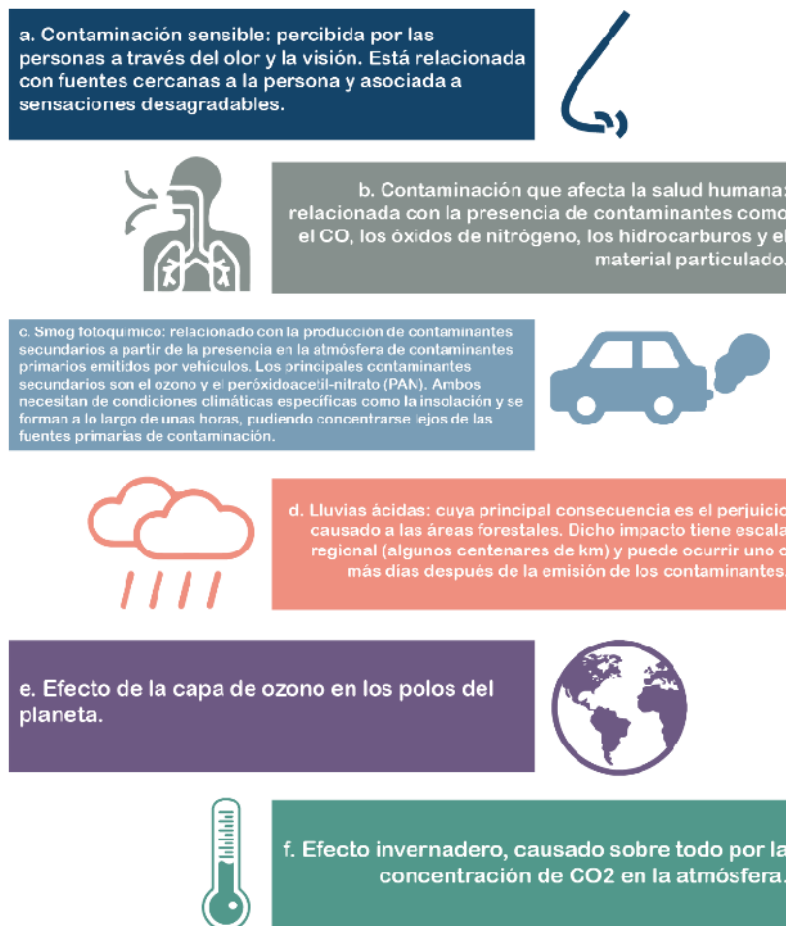 a. Contaminación sensible: percibida por las
personas a través del olor y la visión. Está relacionada
con fuentes cercanas a la persona y asociada a
sensaciones desagradables.
b. Contaminación que afecta la salud humana:
relacionada con la presencia de contaminantes como
el CO, los óxidos de nitrógeno, los hidrocarburos y el
material particulado.
c. Smog fotoquímico: relacionado con la producción de contaminantes
secundarios a partir de la presencia en la atmósfera de contaminantes
primarios emitidos por vehículos. Los principales contaminantes
secundarios son el ozono y el peróxidoacetil-nitrato (PAN). Ambos
necesitan de condiciones climáticas específicas como la insolación y se
forman a lo largo de unas horas, pudiendo concentrarse lejos de las
fuentes primarias de contaminación.
d. Lluvias ácidas: cuya principal consecuencia es el perjuicio
causado a las áreas forestales. Dicho impacto tiene escala
regional (algunos centenares de km) y puede ocurrir uno o
más días después de la emisión de los contaminantes.
e. Efecto de la capa de ozono en los polos del
planeta.
f. Efecto invernadero, causado sobre todo por la
concentración de CO2 en la atmósfera.